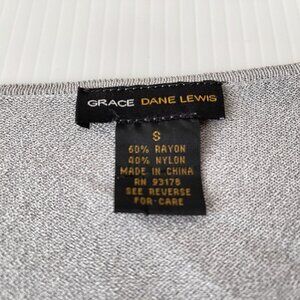 GRACE DANE LEWIS
S
60% RAYON
40% NYLON
MADE IN CHINA
RN 93178
SEE REVERSE
FOR CARE